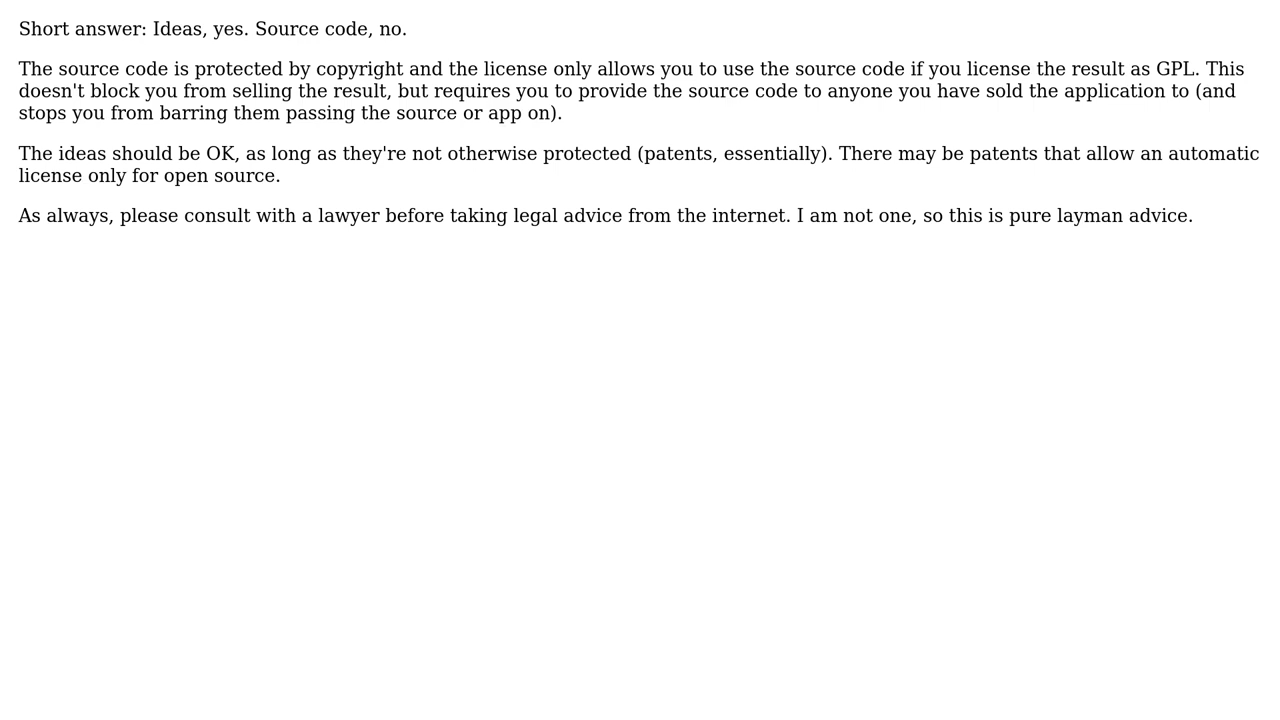 Short answer: Ideas, yes. Source code, no.
The source code is protected by copyright and the license only allows you to use the source code if you license the result as GPL. This
doesn't block you from selling the result, but requires you to provide the source code to anyone you have sold the application to (and
stops you from barring them passing the source or app on).
The ideas should be OK, as long as they're not otherwise protected (patents, essentially). There may be patents that allow an automatic
license only for open source.
As always, please consult with a lawyer before taking legal advice from the internet. I am not one, so this is pure layman advice.